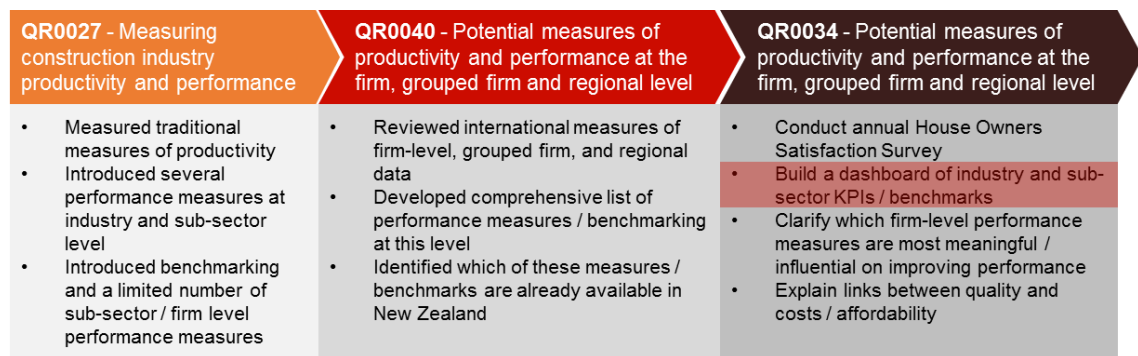 QR0027 - Measuring
construction industry
productivity and performance
• Measured traditional
measures of productivity
• Introduced several
performance measures at
industry and sub-sector
level
• Introduced benchmarking
and a limited number of
sub-sector / firm level
performance measures
QR0040 - Potential measures of
productivity and performance at the
firm, grouped firm and regional level
• Reviewed international measures of
firm-level, grouped firm, and regional
data
• Developed comprehensive list of
performance measures / benchmarking
at this level
• Identified which of these measures /
benchmarks are already available in
New Zealand
QR0034 - Potential measures of
productivity and performance at the
firm, grouped firm and regional level
• Conduct annual House Owners
Satisfaction Survey
• Build a dashboard of industry and sub-
sector KPIs / benchmarks
• Clarify which firm-level performance
measures are most meaningful /
influential on improving performance
• Explain links between quality and
costs / affordability